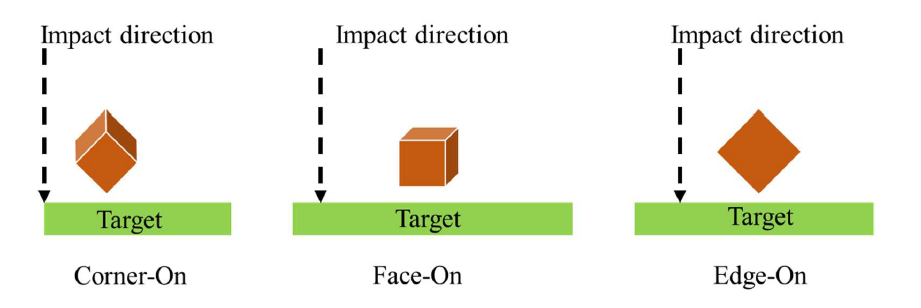 Impact direction
Impact direction
Impact direction
Target
Target
Target
Corner-On
Face-On
Edge-On